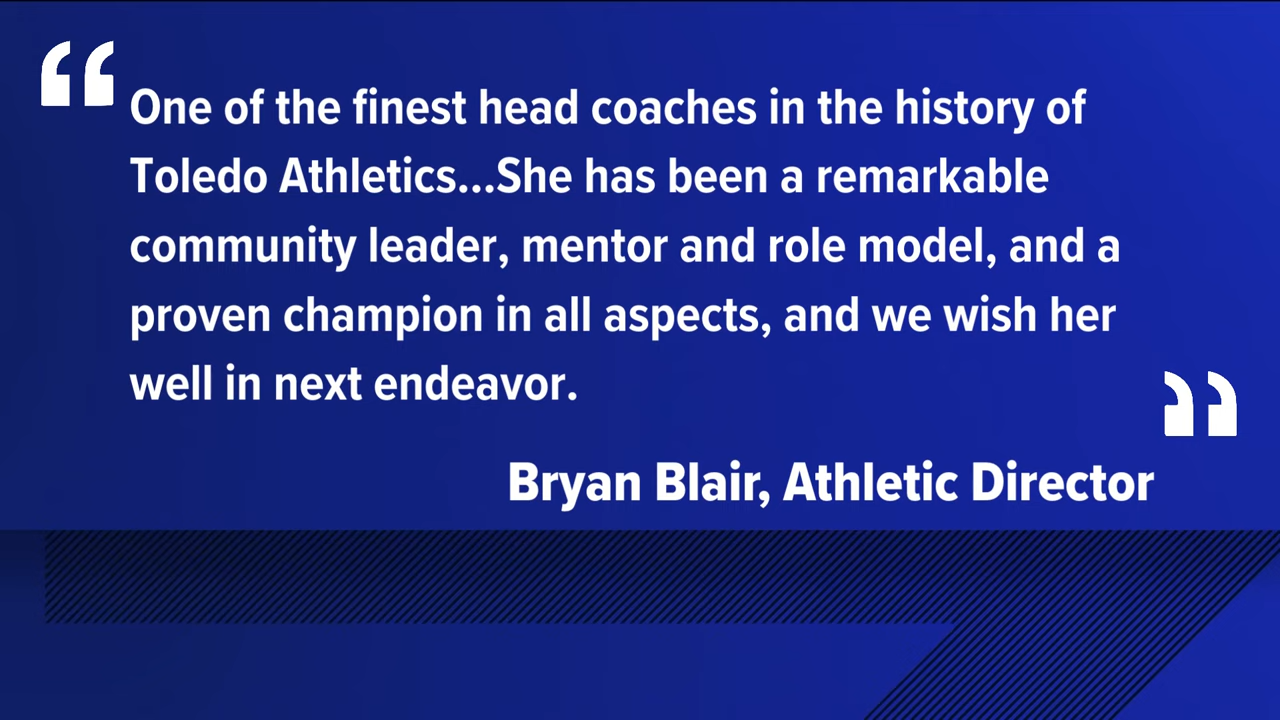 “One of the finest head coaches in the history of
Toledo Athletics...She has been a remarkable
community leader, mentor and role model, and a
proven champion in all aspects, and we wish her
well in next endeavor.”
Bryan Blair, Athletic Director